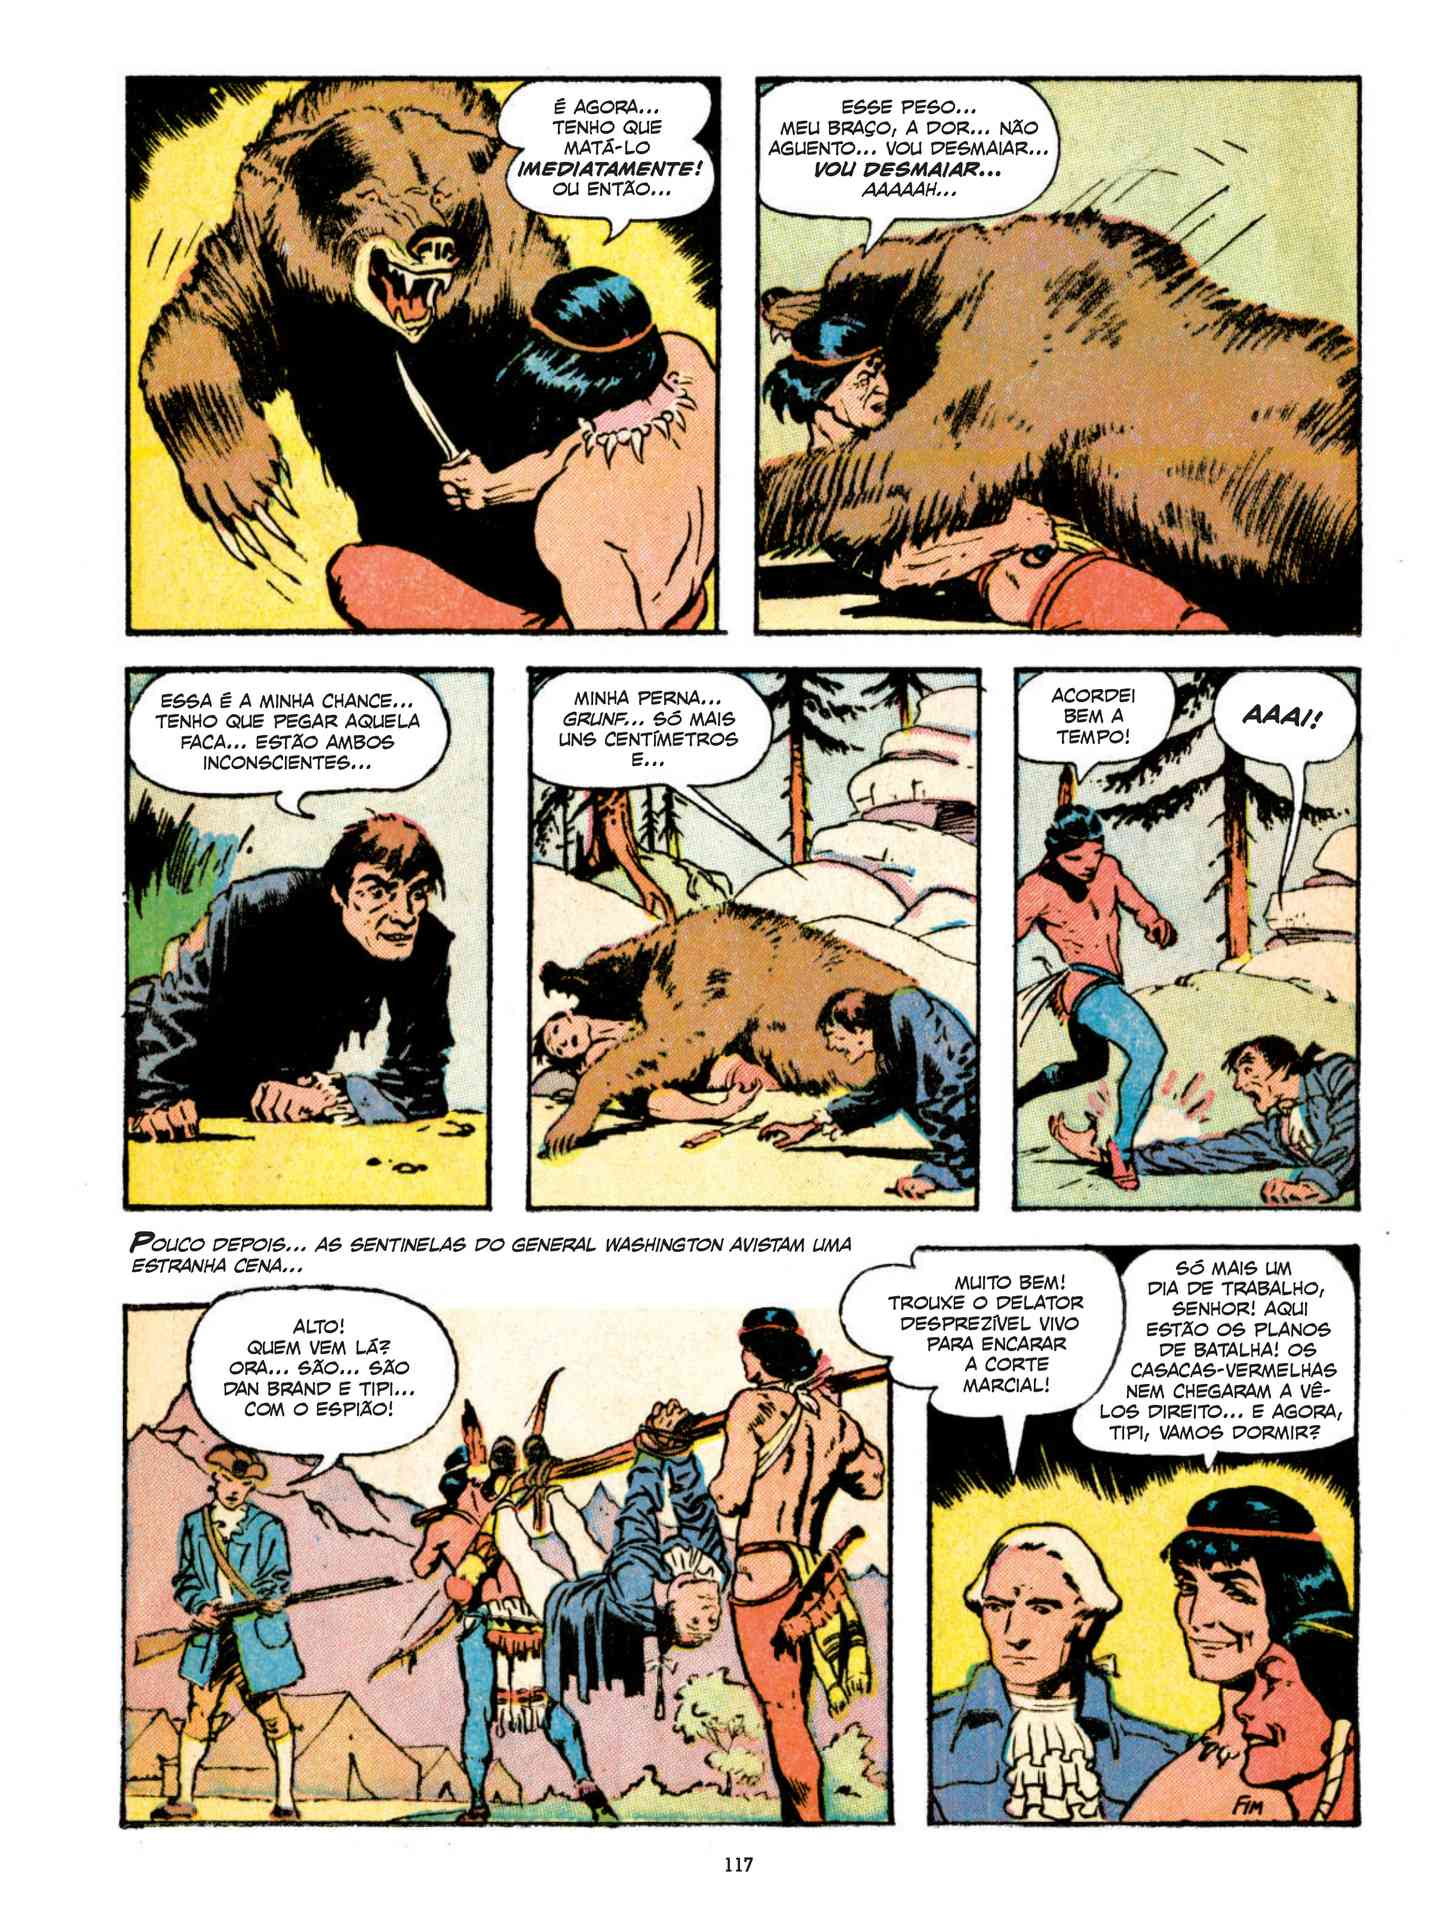 É AGORA...
TENHO QUE
MATÁ-LO
IMEDIATAMENTE!
OU ENTÃO...
ESSE PESO...
MEU BRAÇO, A DOR... NÃO
AGUENTO... VOU DESMAIAR...
VOU DESMAIAR...
AAAAAH...
ESSA É A MINHA CHANCE...
TENHO QUE PEGAR AQUELA
FACA... ESTÃO AMBOS
INCONSCIENTES...
MINHA PERNA...
GRUNF... SÓ MAIS
UNS CENTÍMETROS
E...
ACORDEI
BEM A
TEMPO!
AAAI!
POUCO DEPOIS... AS SENTINELAS DO GENERAL WASHINGTON AVISTAM UMA
ESTRANHA CENA...
ALTO!
QUEM VEM LÁ?
ORA... SÃO... SÃO
DAN BRAND E TIPI...
COM O ESPIÃO!
MUITO BEM!
TROUXE O DELATOR
DESPREZÍVEL VIVO
PARA ENCARAR
A CORTE
MARCIAL!
SÓ MAIS UM
DIA DE TRABALHO,
SENHOR! AQUI
ESTÃO OS PLANOS
DE BATALHA! OS
CASACAS-VERMELHAS
NEM CHEGARAM A VÊ-
LOS DIREITO... E AGORA,
TIPI, VAMOS DORMIR?
FIM
117